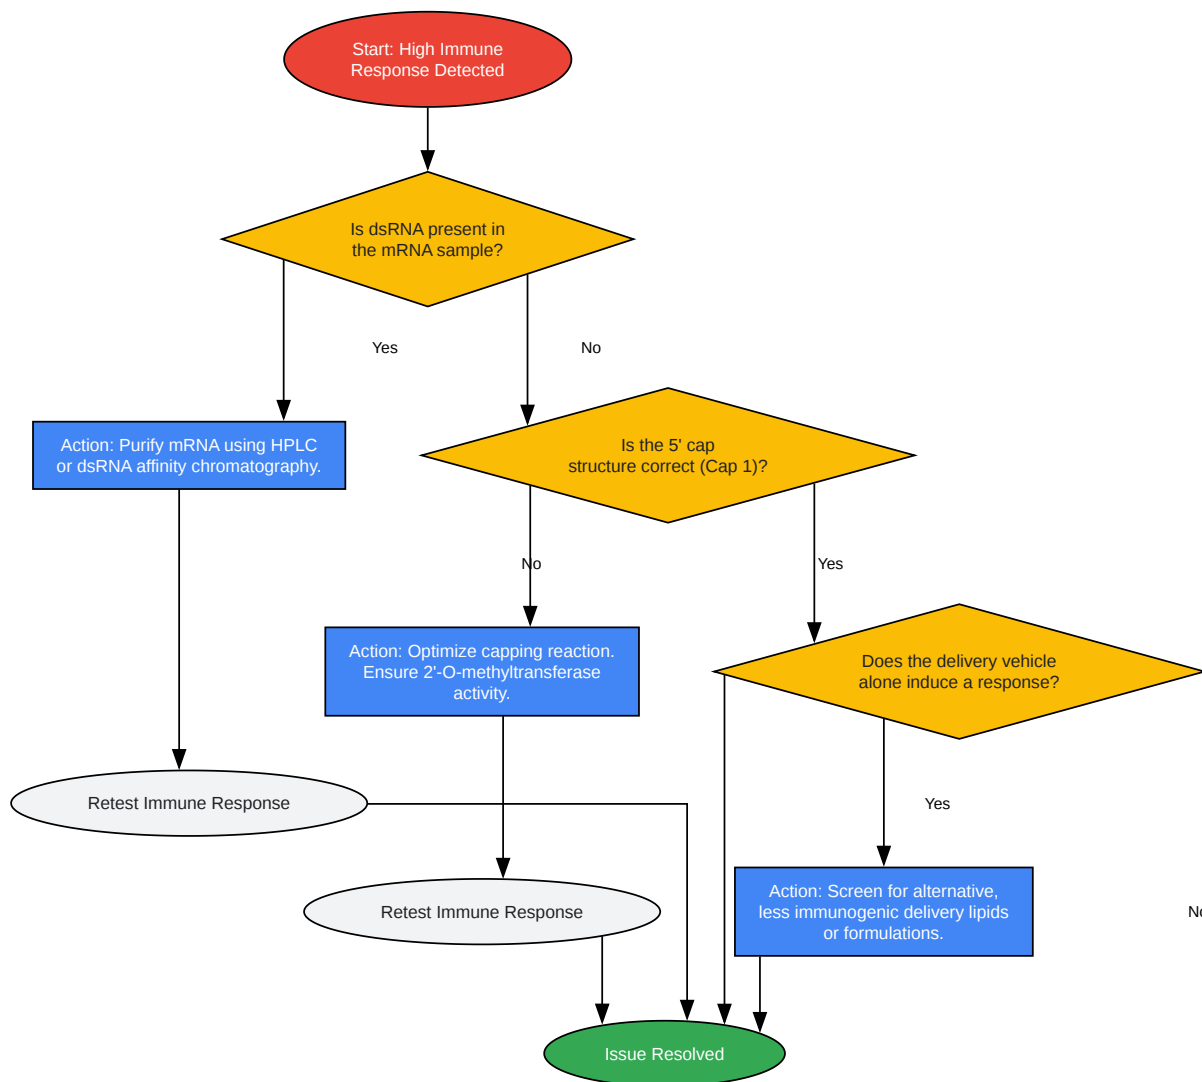 Start: High Immune
Response Detected
Is dsRNA present in
the mRNA sample?
Yes
No
Action: Purify mRNA using HPLC
or dsRNA affinity chromatography.
Is the 5' cap
structure correct (Cap 1)?
No
Yes
Action: Optimize capping reaction.
Ensure 2'-O-methyltransferase
activity.
Does the delivery vehicle
alone induce a response?
Retest Immune Response
Yes
Action: Screen for alternative,
less immunogenic delivery lipids
or formulations.
Retest Immune Response
No
Issue Resolved